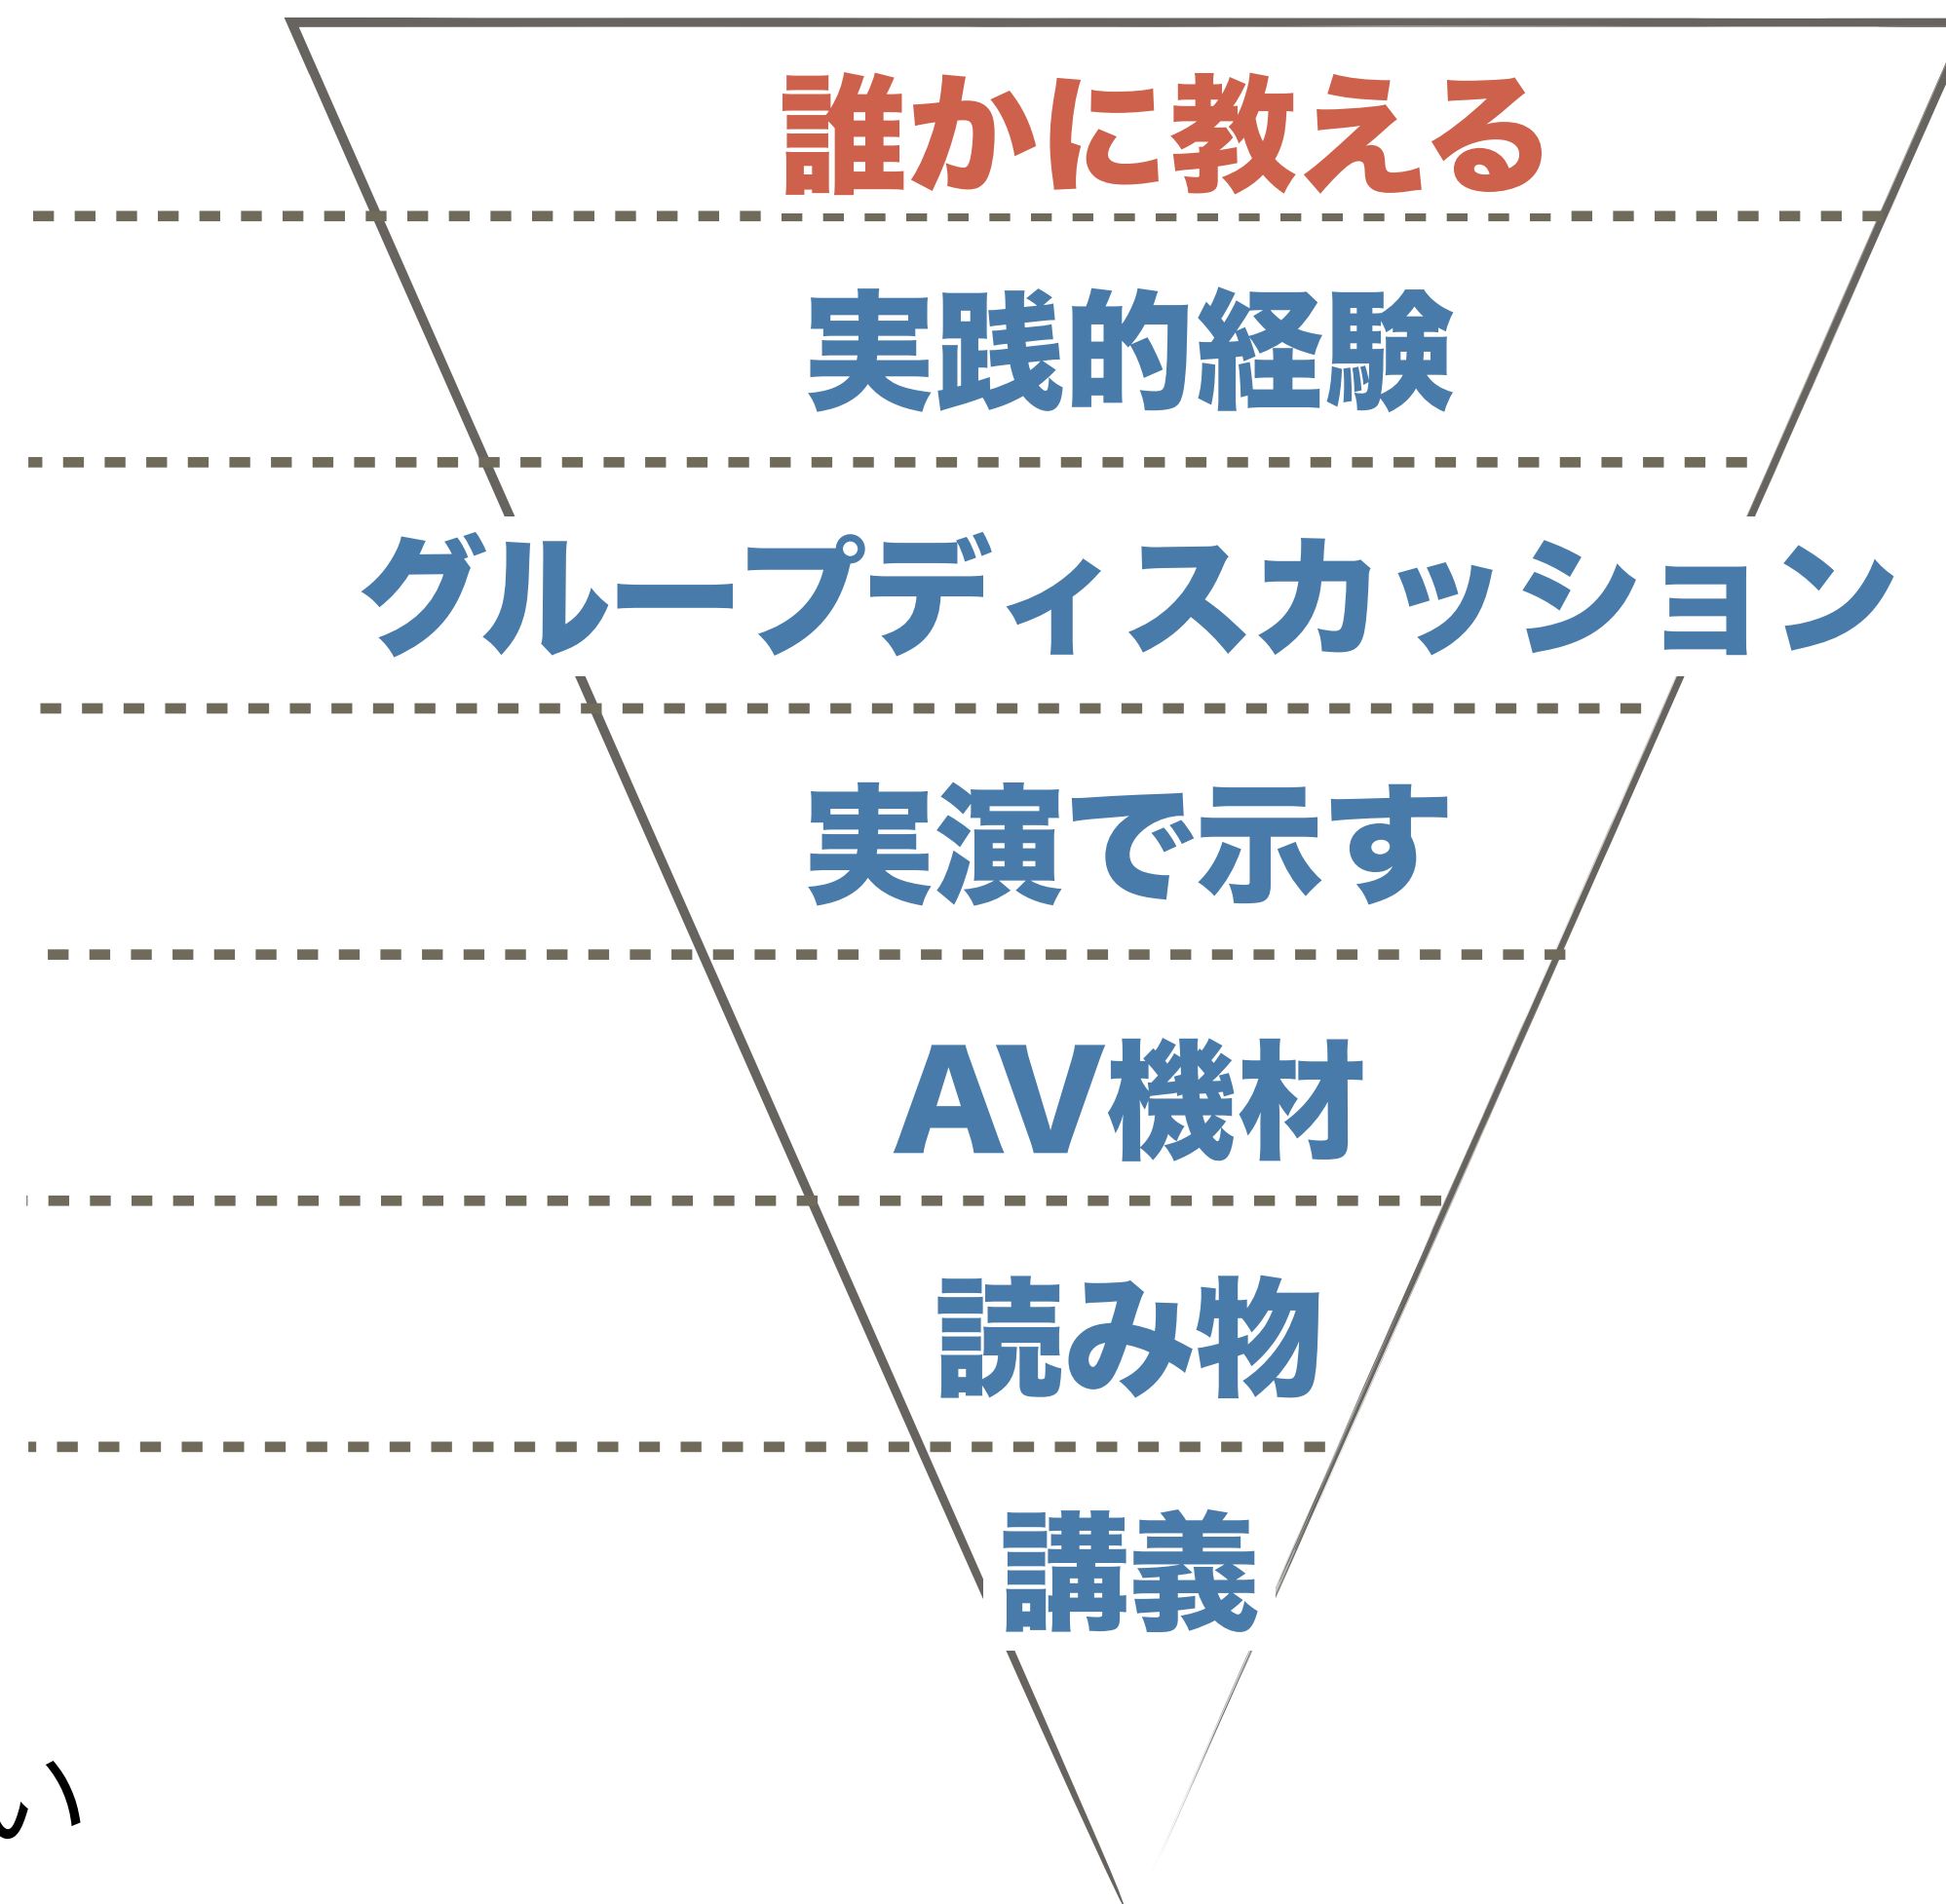 誰かに教える
実践的経験
グループディスカッション
実演で示す
AV機材
読み物
講義
い